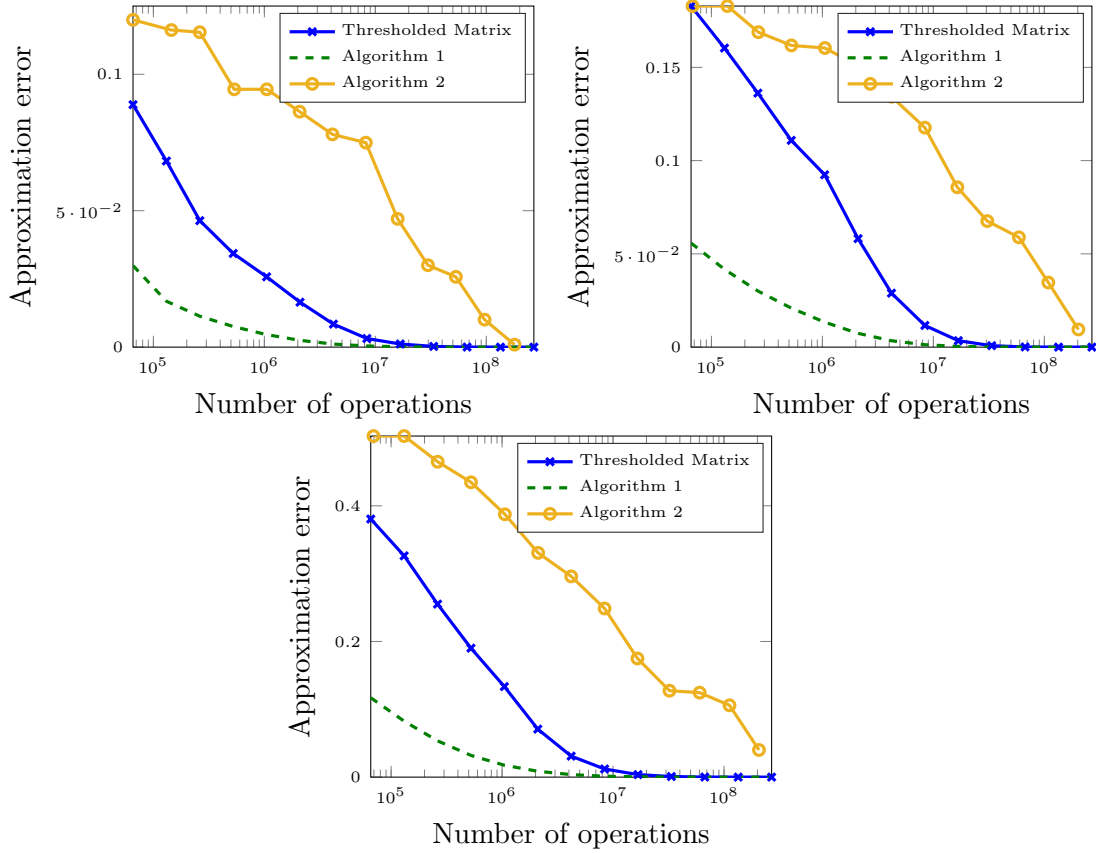 Approximation error
0.1
5 · 10⁻²
0
10⁵
10⁶
10⁷
10⁸
Number of operations
Thresholded Matrix
Algorithm 1
Algorithm 2
Approximation error
0.15
0.1
5 · 10⁻²
0
10⁵
10⁶
10⁷
10⁸
Number of operations
Thresholded Matrix
Algorithm 1
Algorithm 2
Approximation error
0.4
0.2
0
10⁵
10⁶
10⁷
10⁸
Number of operations
Thresholded Matrix
Algorithm 1
Algorithm 2